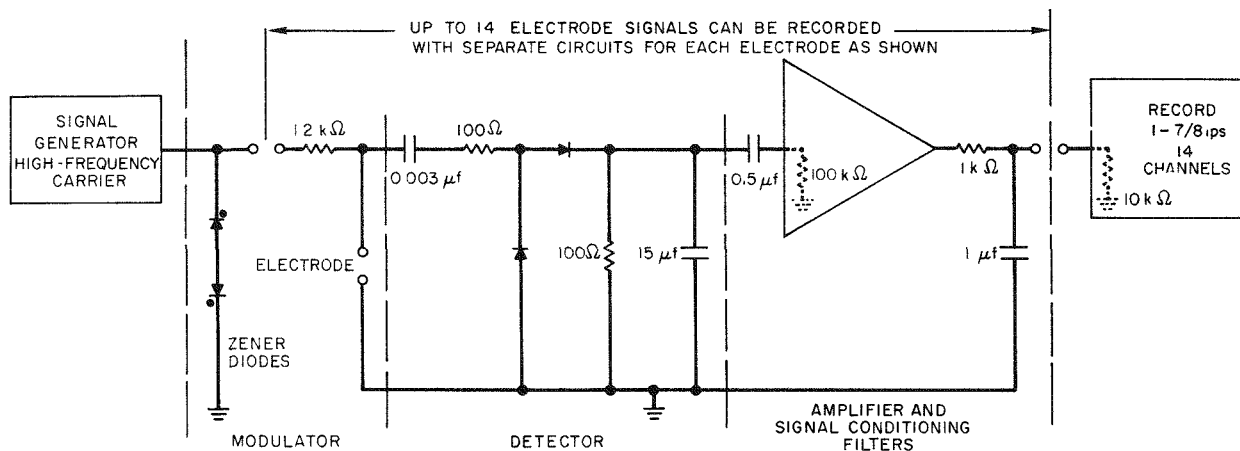 UP TO 14 ELECTRODE SIGNALS CAN BE RECORDED
WITH SEPARATE CIRCUITS FOR EACH ELECTRODE AS SHOWN
SIGNAL
GENERATOR
HIGH-FREQUENCY
CARRIER
12 kΩ
0.003 μf
100Ω
ELECTRODE
ZENER
DIODES
100Ω
15 μf
0.5 μf
100 kΩ
1 kΩ
1 μf
RECORD
1-7/8 ips
14
CHANNELS
10 kΩ
MODULATOR
DETECTOR
AMPLIFIER AND
SIGNAL CONDITIONING
FILTERS